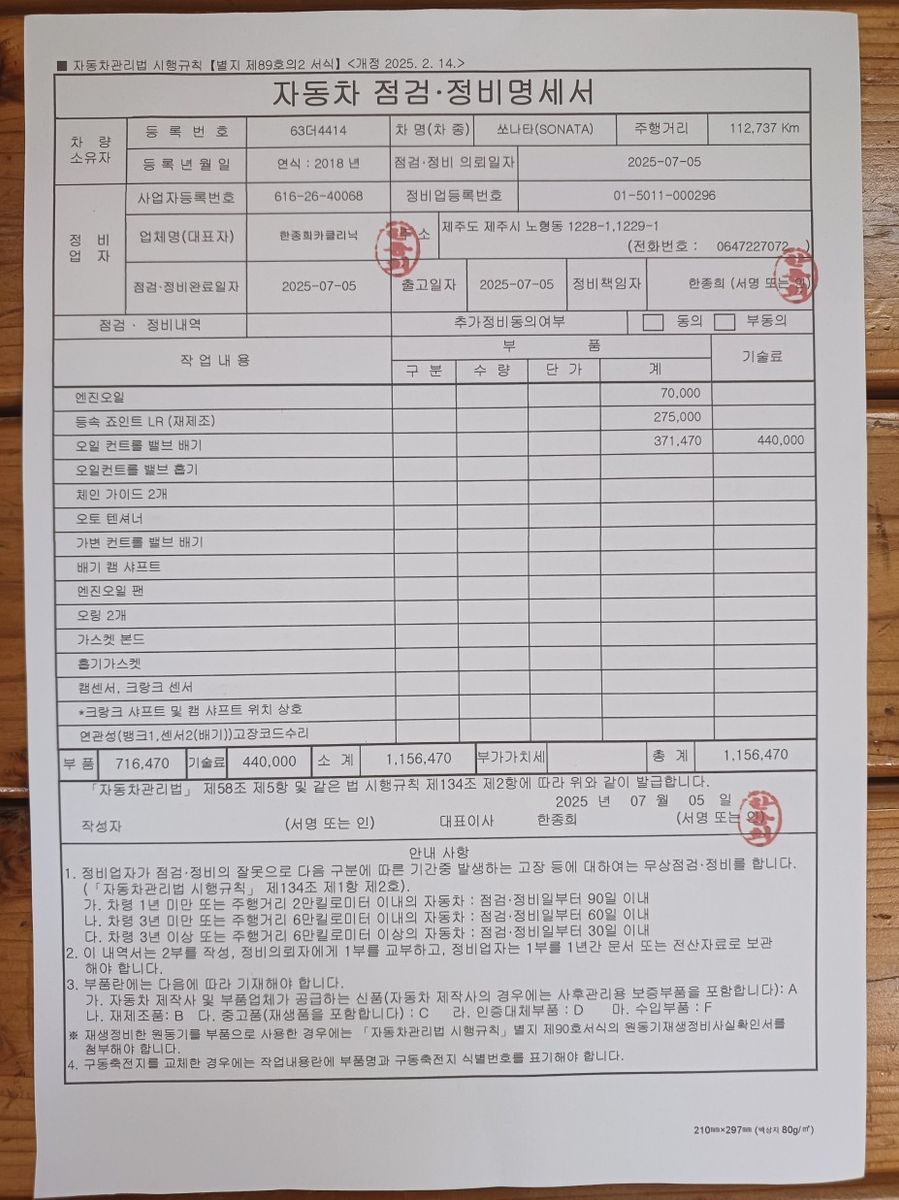 ■ 자동차관리법 시행규칙【별지 제89호의2 서식】<개정 2025. 2. 14.>
자동차 점검·정비명세서
차 량 소유자
등 록 번 호 63더4414 차 명(차 종) 쏘나타(SONATA) 주행거리 112,737 Km
등 록 년 월 일 연식 : 2018 년 점검·정비 의뢰일자 2025-07-05
정 비 업 자
사업자등록번호 616-26-40068 정비업등록번호 01-5011-000296
업체명(대표자) 한종희카클리닉 소 제주도 제주시 노형동 1228-1,1229-1
(전화번호 : 0647227072 )
점검·정비완료일자 2025-07-05 출고일자 2025-07-05 정비책임자 한종희 (서명 또는 인)
점검 · 정비내역 추가정비동의여부 동의 부동의
작 업 내 용 부 품 기술료
구 분 수 량 단 가 계
엔진오일 70,000
등속 죠인트 LR (재제조) 275,000
오일 컨트롤 밸브 배기 371,470 440,000
오일컨트롤 밸브 흡기
체인 가이드 2개
오토 텐셔너
가변 컨트롤 밸브 배기
배기 캠 샤프트
엔진오일 팬
오링 2개
가스켓 본드
흡기가스켓
캠센서, 크랑크 센서
*크랑크 샤프트 및 캠 샤프트 위치 상호
연관성(뱅크1,센서2(배기))고장코드수리
부 품 716,470 기술료 440,000 소 계 1,156,470 부가가치세 총 계 1,156,470
「자동차관리법」 제58조 제5항 및 같은 법 시행규칙 제134조 제2항에 따라 위와 같이 발급합니다.
2025 년 07 월 05 일
작성자 (서명 또는 인) 대표이사 한종희 (서명 또는 인)
안내 사항
1. 정비업자가 점검·정비의 잘못으로 다음 구분에 따른 기간중 발생하는 고장 등에 대하여는 무상점검·정비를 합니다.
(「자동차관리법 시행규칙」 제134조 제1항 제2호).
가. 차령 1년 미만 또는 주행거리 2만킬로미터 이내의 자동차 : 점검·정비일부터 90일 이내
나. 차령 3년 미만 또는 주행거리 6만킬로미터 이내의 자동차 : 점검·정비일부터 60일 이내
다. 차령 3년 이상 또는 주행거리 6만킬로미터 이상의 자동차 : 점검·정비일부터 30일 이내
2. 이 내역서는 2부를 작성, 정비의뢰자에게 1부를 교부하고, 정비업자는 1부를 1년간 문서 또는 전산자료로 보관
해야 합니다.
3. 부품란에는 다음에 따라 기재해야 합니다.
가. 자동차 제작사 및 부품업체가 공급하는 신품(자동차 제작사의 경우에는 사후관리용 보증부품을 포함합니다): A
나. 재제조품: B 다. 중고품(재생품을 포함합니다) : C 라. 인증대체부품 : D 마. 수입부품 : F
※ 재생정비한 원동기를 부품으로 사용한 경우에는 「자동차관리법 시행규칙」별지 제90호서식의 원동기재생정비사실확인서를
첨부해야 합니다.
4. 구동축전지를 교체한 경우에는 작업내용란에 부품명과 구동축전지 식별번호를 표기해야 합니다.
210㎜×297㎜ (백상지 80g/㎡)